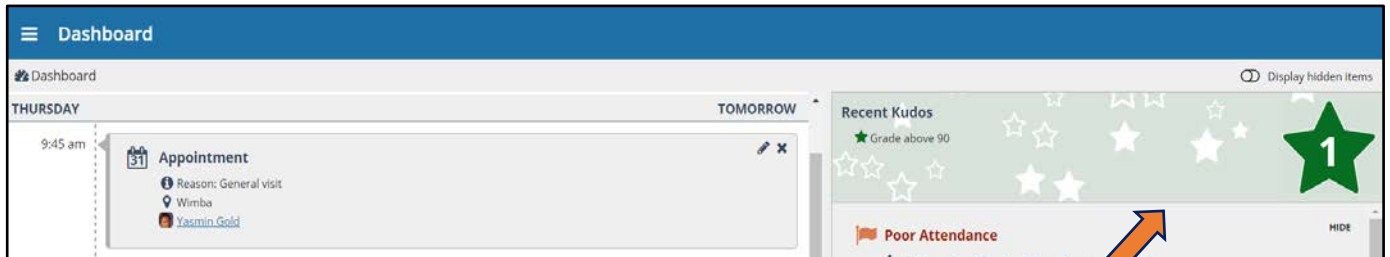 Dashboard
Dashboard
Display hidden items
THURSDAY
TOMORROW
9:45 am
Appointment
Reason: General visit
Wimba
Yasmin Gold
Recent Kudos
Grade above 90
1
Poor Attendance
HIDE